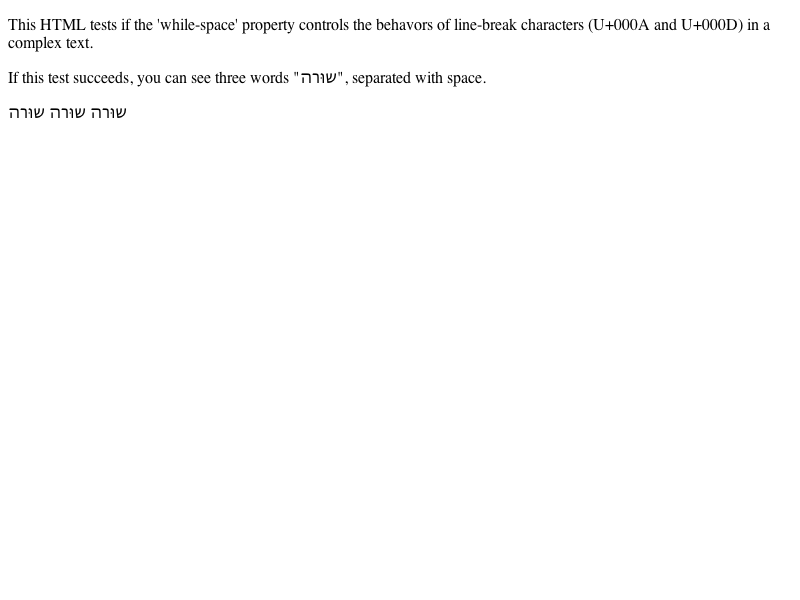 This HTML tests if the 'while-space' property controls the behavors of line-break characters (U+000A and U+000D) in a
complex text.
If this test succeeds, you can see three words "שורה", separated with space.
שורה שורה שורה